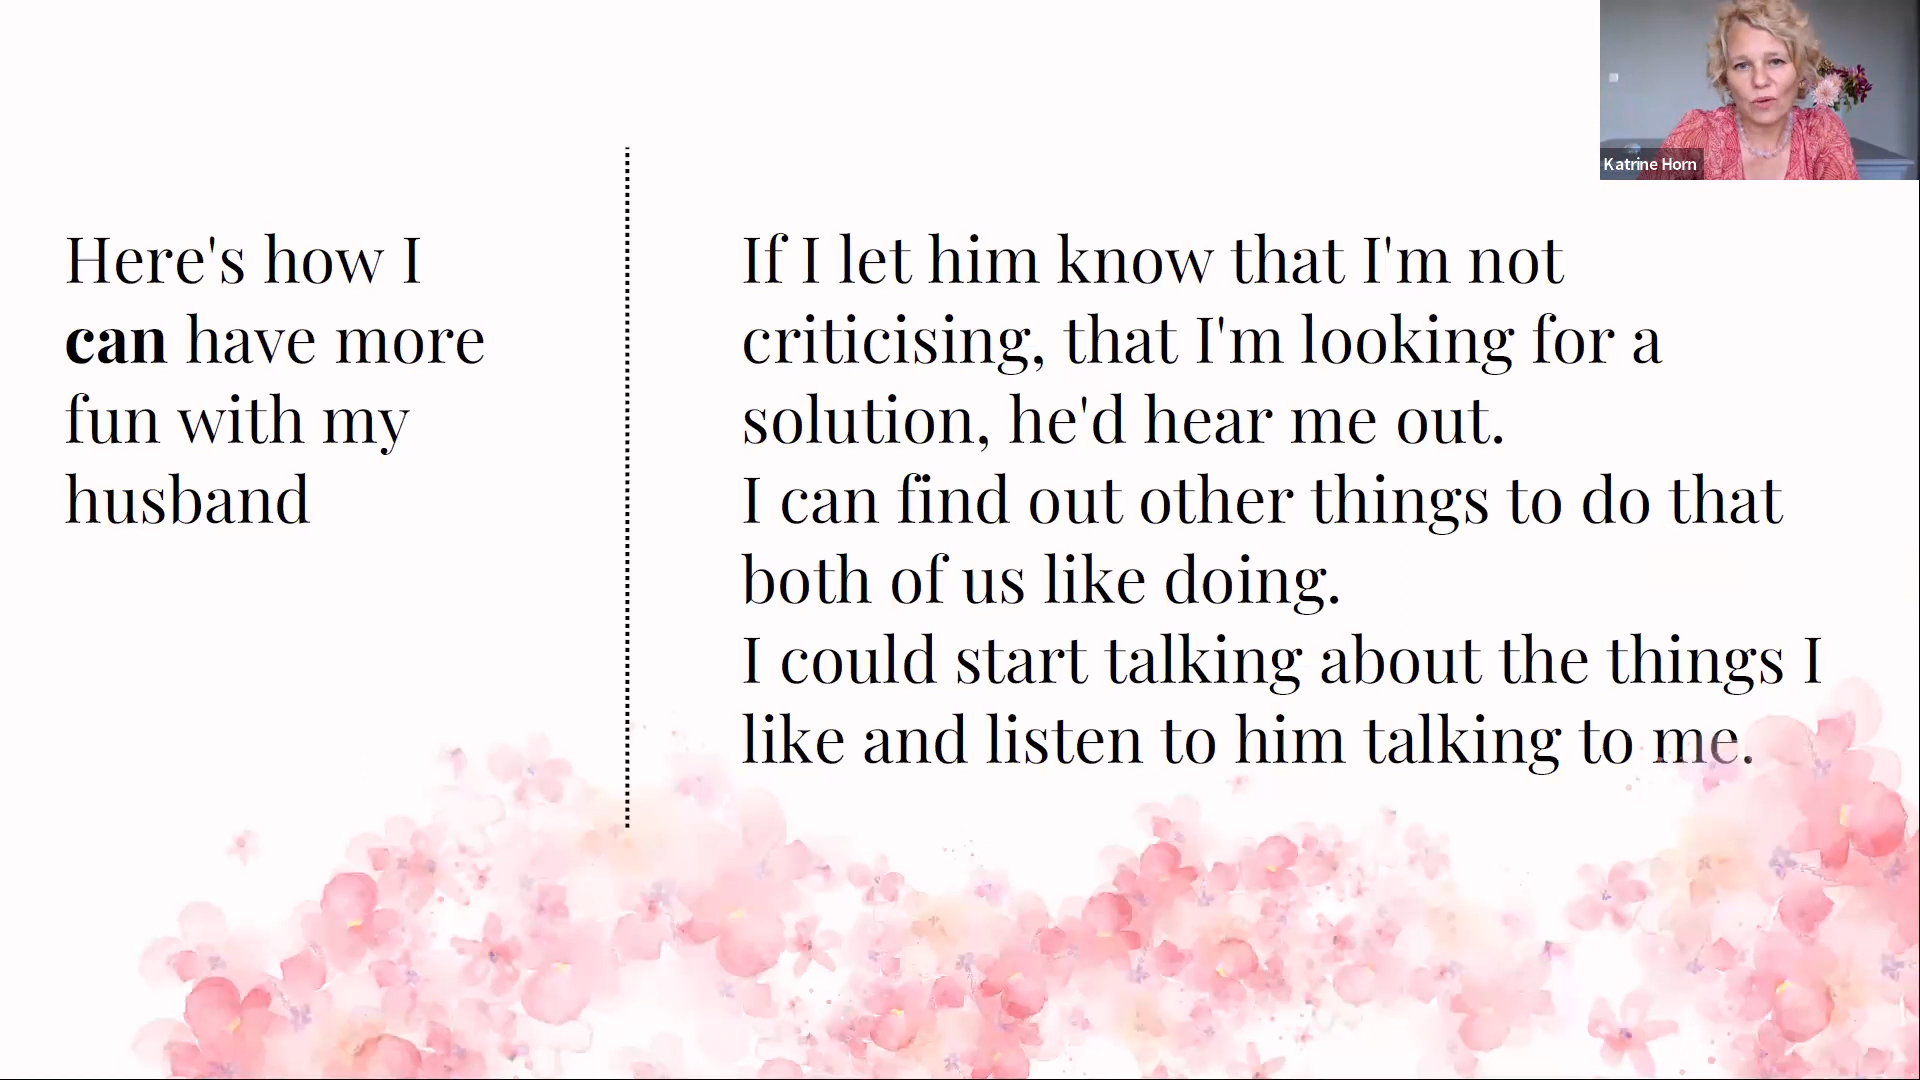 Katrine Horn
Here's how I
can have more
fun with my
husband
If I let him know that I'm not
criticising, that I'm looking for a
solution, he'd hear me out.
I can find out other things to do that
both of us like doing.
I could start talking about the things I
like and listen to him talking to me.